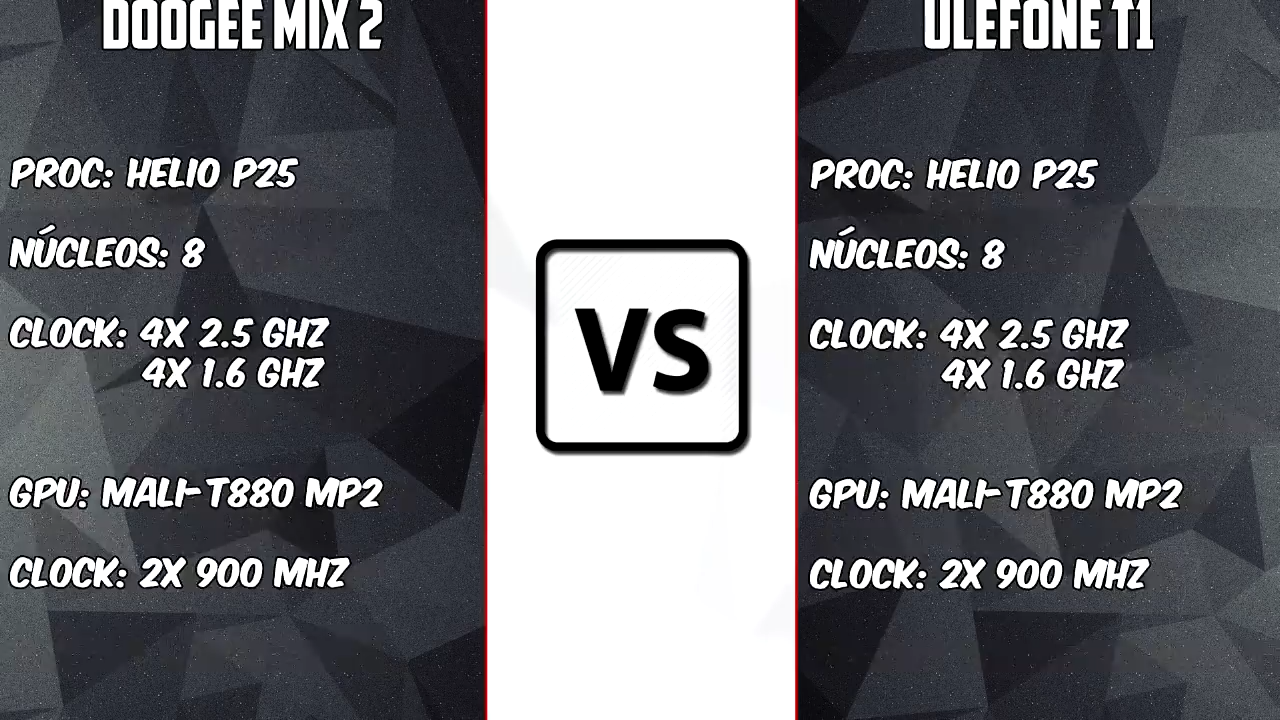 DOOGEE MIX 2
PROC: HELIO P25
NÚCLEOS: 8
CLOCK: 4X 2.5 GHZ
4X 1.6 GHZ
GPU: MALI-T880 MP2
CLOCK: 2X 900 MHZ
VS
ULEFONE T1
PROC: HELIO P25
NÚCLEOS: 8
CLOCK: 4X 2.5 GHZ
4X 1.6 GHZ
GPU: MALI-T880 MP2
CLOCK: 2X 900 MHZ